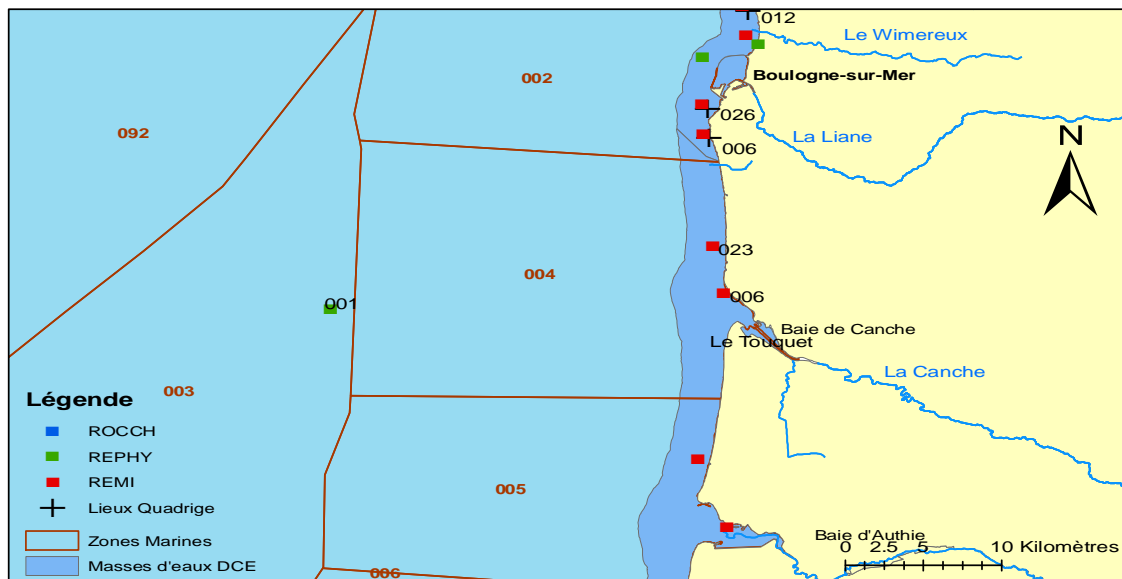 012
Le Wimereux
002
Boulogne-sur-Mer
026
092
La Liane
006
N
023
004
006
001
Baie de Canche
Le Touquet
La Canche
003
Légende
ROCCH
REPHY
REMI
005
Lieux Quadrige
Baie d'Authie
Zones Marines
0 2.5 5 10 Kilomètres
Masses d'eaux DCE
006